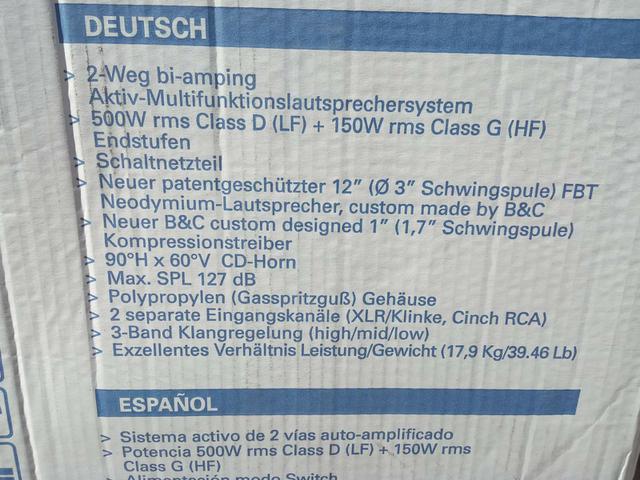 DEUTSCH
> 2-Weg bi-amping
Aktiv-Multifunktionslautsprechersystem
> 500W rms Class D (LF) + 150W rms Class G (HF)
Endstufen
> Schaltnetzteil
> Neuer patentgeschützter 12” (Ø 3” Schwingspule) FBT
Neodymium-Lautsprecher, custom made by B&C
> Neuer B&C custom designed 1” (1,7” Schwingspule)
Kompressionstreiber
> 90°H x 60°V CD-Horn
> Max. SPL 127 dB
> Polypropylen (Gasspritzguß) Gehäuse
> 2 separate Eingangskanäle (XLR/Klinke, Cinch RCA)
> 3-Band Klangregelung (high/mid/low)
> Exzellentes Verhältnis Leistung/Gewicht (17,9 Kg/39.46 Lb)
ESPAÑOL
> Sistema activo de 2 vías auto-amplificado
> Potencia 500W rms Class D (LF) + 150W rms
Class G (HF)
> Alimentación modo Switch